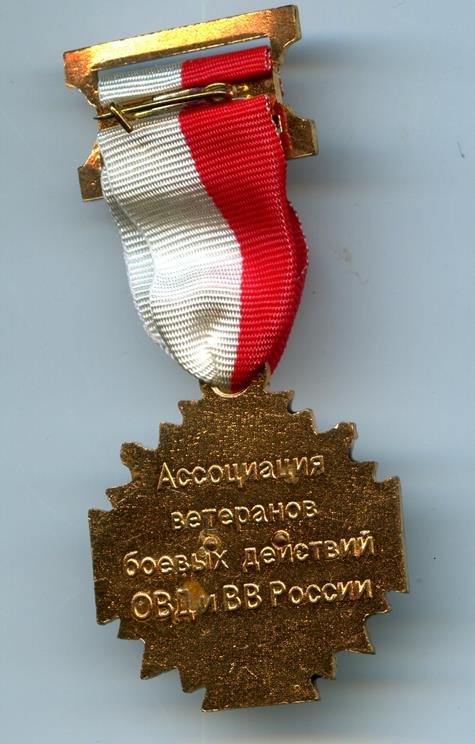 Ассоциация
ветеранов
боевых действий
ОВД и ВВ России